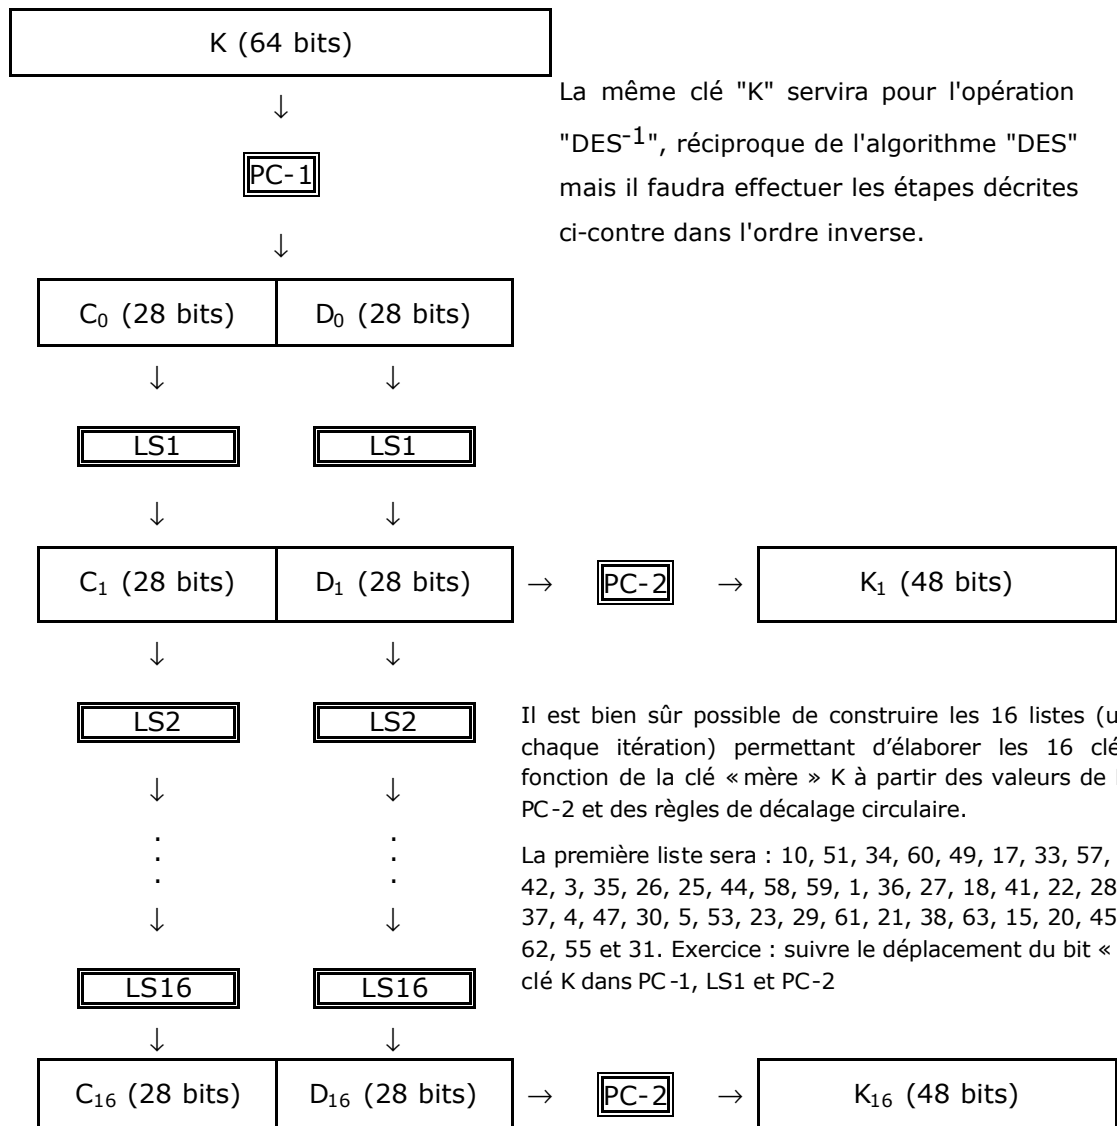 K (64 bits)
↓
La même clé "K" servira pour l'opération
"DES-1", réciproque de l'algorithme "DES"
mais il faudra effectuer les étapes décrites
ci-contre dans l'ordre inverse.
PC-1
↓
C0 (28 bits) D0 (28 bits)
↓ ↓
LS1 LS1
↓ ↓
C1 (28 bits) D1 (28 bits) → PC-2 → K1 (48 bits)
↓ ↓
LS2 LS2
↓ ↓
. .
. .
. .
↓ ↓
LS16 LS16
↓ ↓
Il est bien sûr possible de construire les 16 listes
chaque itération) permettant d’élaborer les 16
fonction de la clé « mère » K à partir des valeurs de
PC-2 et des règles de décalage circulaire.
La première liste sera : 10, 51, 34, 60, 49, 17, 33, 57,
42, 3, 35, 26, 25, 44, 58, 59, 1, 36, 27, 18, 41, 22, 28
37, 4, 47, 30, 5, 53, 23, 29, 61, 21, 38, 63, 15, 20, 45
62, 55 et 31. Exercice : suivre le déplacement du bit «
clé K dans PC-1, LS1 et PC-2
C16 (28 bits) D16 (28 bits) → PC-2 → K16 (48 bits)